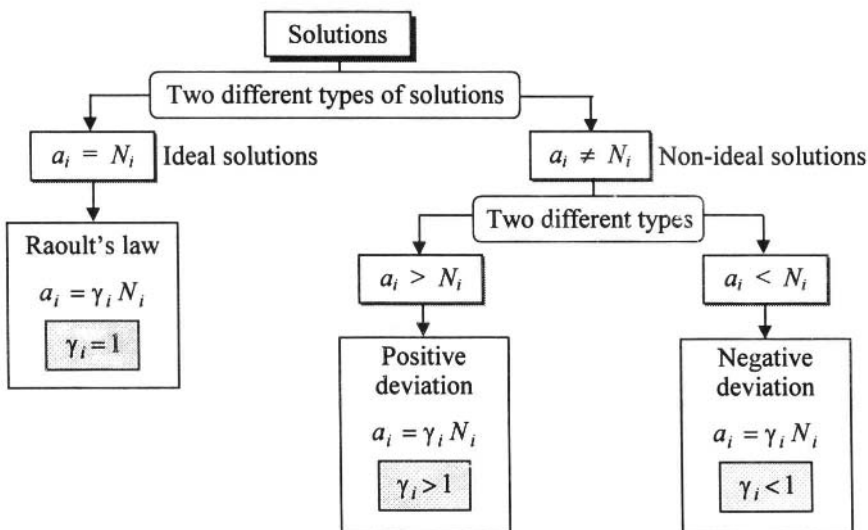 Solutions
Two different types of solutions
a_i = N_i Ideal solutions
a_i ≠ N_i Non-ideal solutions
Raoult's law
a_i = γ_i N_i
γ_i = 1
Two different types
a_i > N_i
a_i < N_i
Positive
deviation
a_i = γ_i N_i
γ_i > 1
Negative
deviation
a_i = γ_i N_i
γ_i < 1